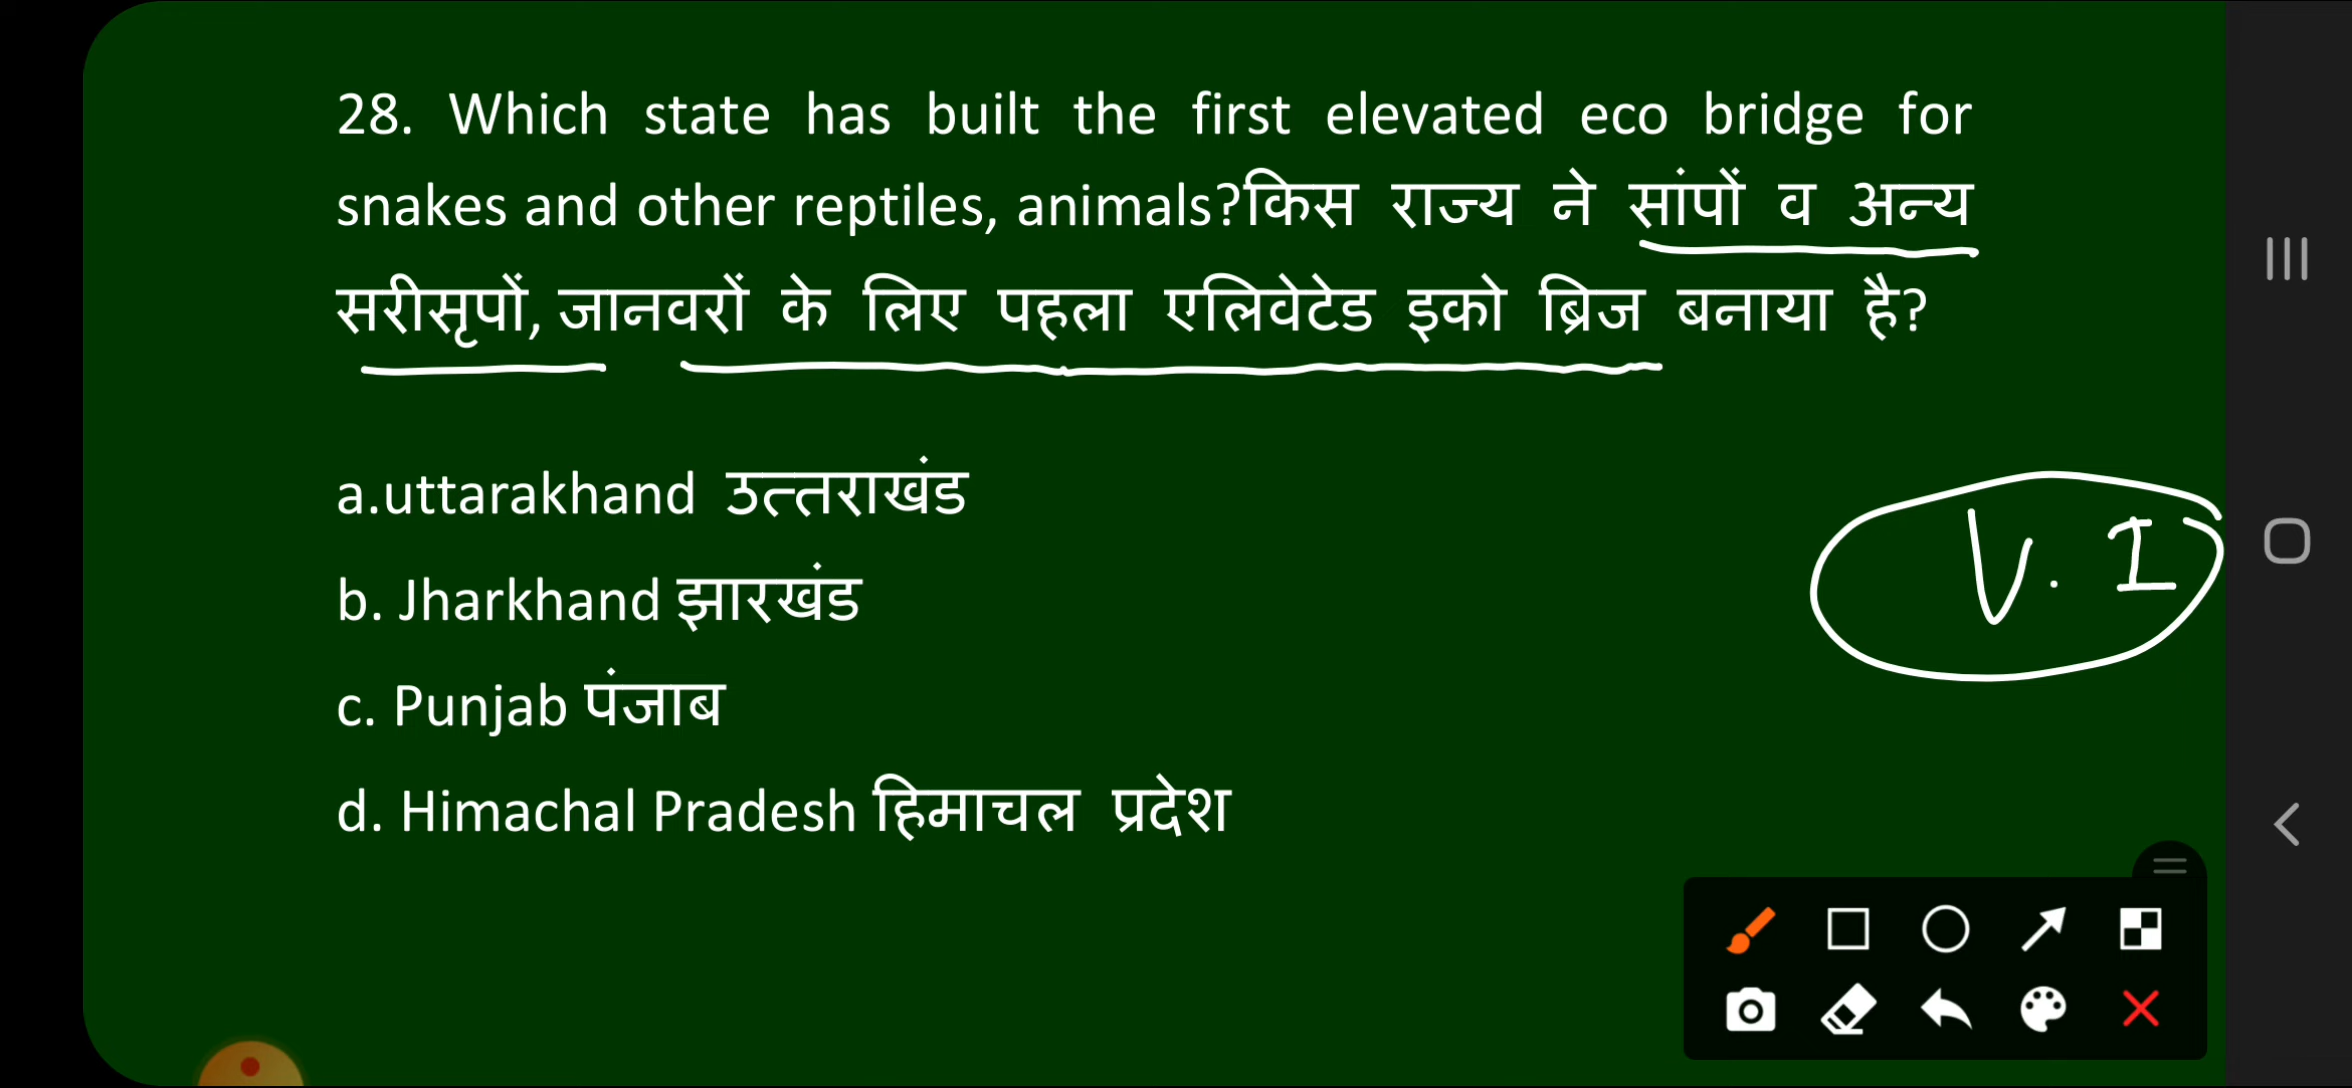 28. Which state has built the first elevated eco bridge for
snakes and other reptiles, animals?किस राज्य ने सांपों व अन्य
सरीसृपों, जानवरों के लिए पहला एलिवेटेड इको ब्रिज बनाया है?
a.uttarakhand उत्तराखंड
b. Jharkhand झारखंड
c. Punjab पंजाब
d. Himachal Pradesh हिमाचल प्रदेश
V. I